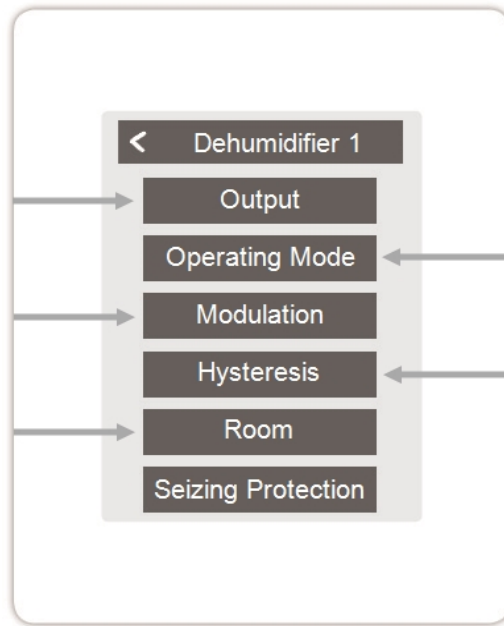 < Dehumidifier 1
Output
Operating Mode
Modulation
Hysteresis
Room
Seizing Protection